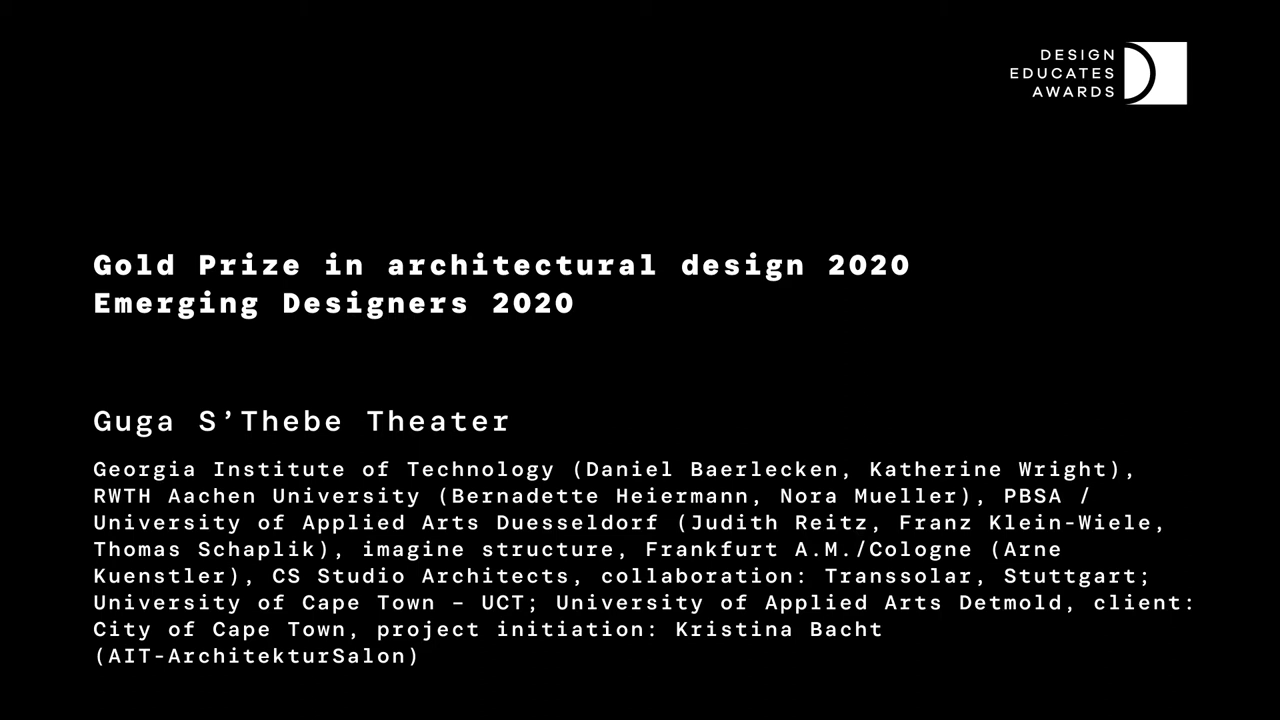 DESIGN
EDUCATES
AWARDS
Gold Prize in architectural design 2020
Emerging Designers 2020
Guga S’Thebe Theater
Georgia Institute of Technology (Daniel Baerlecken, Katherine Wright),
RWTH Aachen University (Bernadette Heiermann, Nora Mueller), PBSA /
University of Applied Arts Duesseldorf (Judith Reitz, Franz Klein-Wiele,
Thomas Schaplik), imagine structure, Frankfurt A.M./Cologne (Arne
Kuenstler), CS Studio Architects, collaboration: Transsolar, Stuttgart;
University of Cape Town – UCT; University of Applied Arts Detmold, client:
City of Cape Town, project initiation: Kristina Bacht
(AIT-ArchitekturSalon)